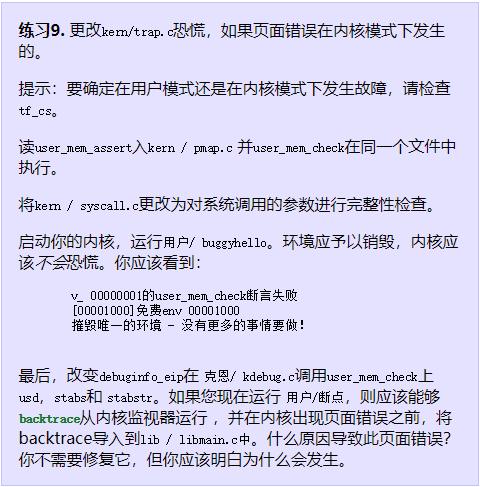 练习9. 更改kern/trap.c恐慌，如果页面错误在内核模式下发生
的。
提示：要确定在用户模式还是在内核模式下发生故障，请检查
tf_cs。
读user_mem_assert入kern / pmap.c 并user_mem_check在同一个文件中
执行。
将kern / syscall.c更改为对系统调用的参数进行完整性检查。
启动你的内核，运行用户/ buggyhello。环境应予以销毁，内核应
该不会恐慌。你应该看到：
v_ 00000001的user_mem_check断言失败
[00001000]免费env 00001000
摧毁唯一的环境 - 没有更多的事情要做！
最后，改变debuginfo_eip在 克恩/ kdebug.c调用user_mem_check上
usd，stabs和 stabstr。如果您现在运行 用户/断点，则应该能够
backtrace从内核监视器运行 ，并在内核出现页面错误之前，将
backtrace导入到lib / libmain.c中。什么原因导致此页面错误？
你不需要修复它，但你应该明白为什么会发生。